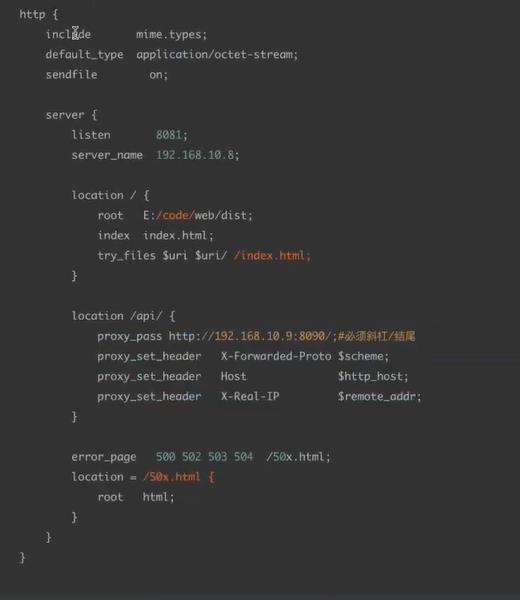 http {
include mime.types;
default_type application/octet-stream;
sendfile on;
server {
listen 8081;
server_name 192.168.10.8;
location / {
root E:/code/web/dist;
index index.html;
try_files $uri $uri/ /index.html;
}
location /api/ {
proxy_pass http://192.168.10.9:8090/;#必须斜杠/结尾
proxy_set_header X-Forwarded-Proto $scheme;
proxy_set_header Host $http_host;
proxy_set_header X-Real-IP $remote_addr;
}
error_page 500 502 503 504 /50x.html;
location = /50x.html {
root html;
}
}
}